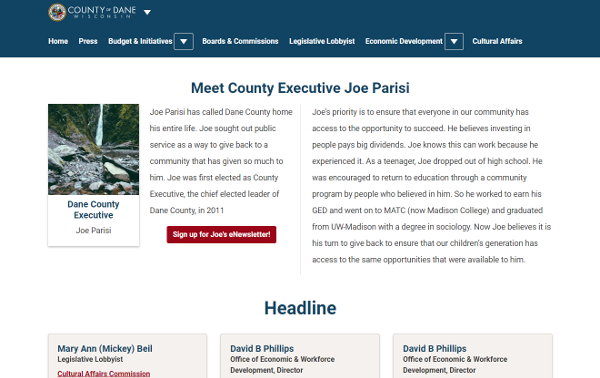 COUNTY OF DANE
WISCONSIN
Home Press Budget & Initiatives Boards & Commissions Legislative Lobbyist Economic Development Cultural Affairs
Meet County Executive Joe Parisi
Dane County
Executive
Joe Parisi
Joe Parisi has called Dane County home
his entire life. Joe sought out public
service as a way to give back to a
community that has given so much to
him. Joe was first elected as County
Executive, the chief elected leader of
Dane County, in 2011
Sign up for Joe's eNewsletter!
Joe's priority is to ensure that everyone in our community has
access to the opportunity to succeed. He believes investing in
people pays big dividends. Joe knows this can work because he
experienced it. As a teenager, Joe dropped out of high school. He
was encouraged to return to education through a community
program by people who believed in him. So he worked to earn his
GED and went on to MATC (now Madison College) and graduated
from UW-Madison with a degree in sociology. Now Joe believes it is
his turn to give back to ensure that our children's generation has
access to the same opportunities that were available to him.
Headline
Mary Ann (Mickey) Beil
Legislative Lobbyist
Cultural Affairs Commission
David B Phillips
Office of Economic & Workforce
Development, Director
David B Phillips
Office of Economic & Workforce
Development, Director